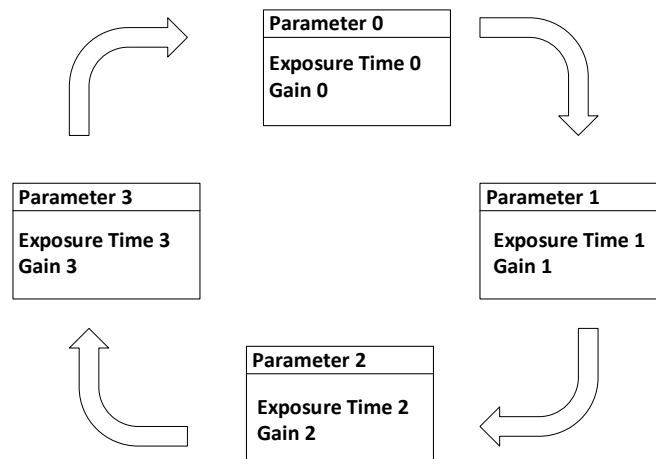 Parameter 0
Exposure Time 0
Gain 0
Parameter 3
Exposure Time 3
Gain 3
Parameter 1
Exposure Time 1
Gain 1
Parameter 2
Exposure Time 2
Gain 2